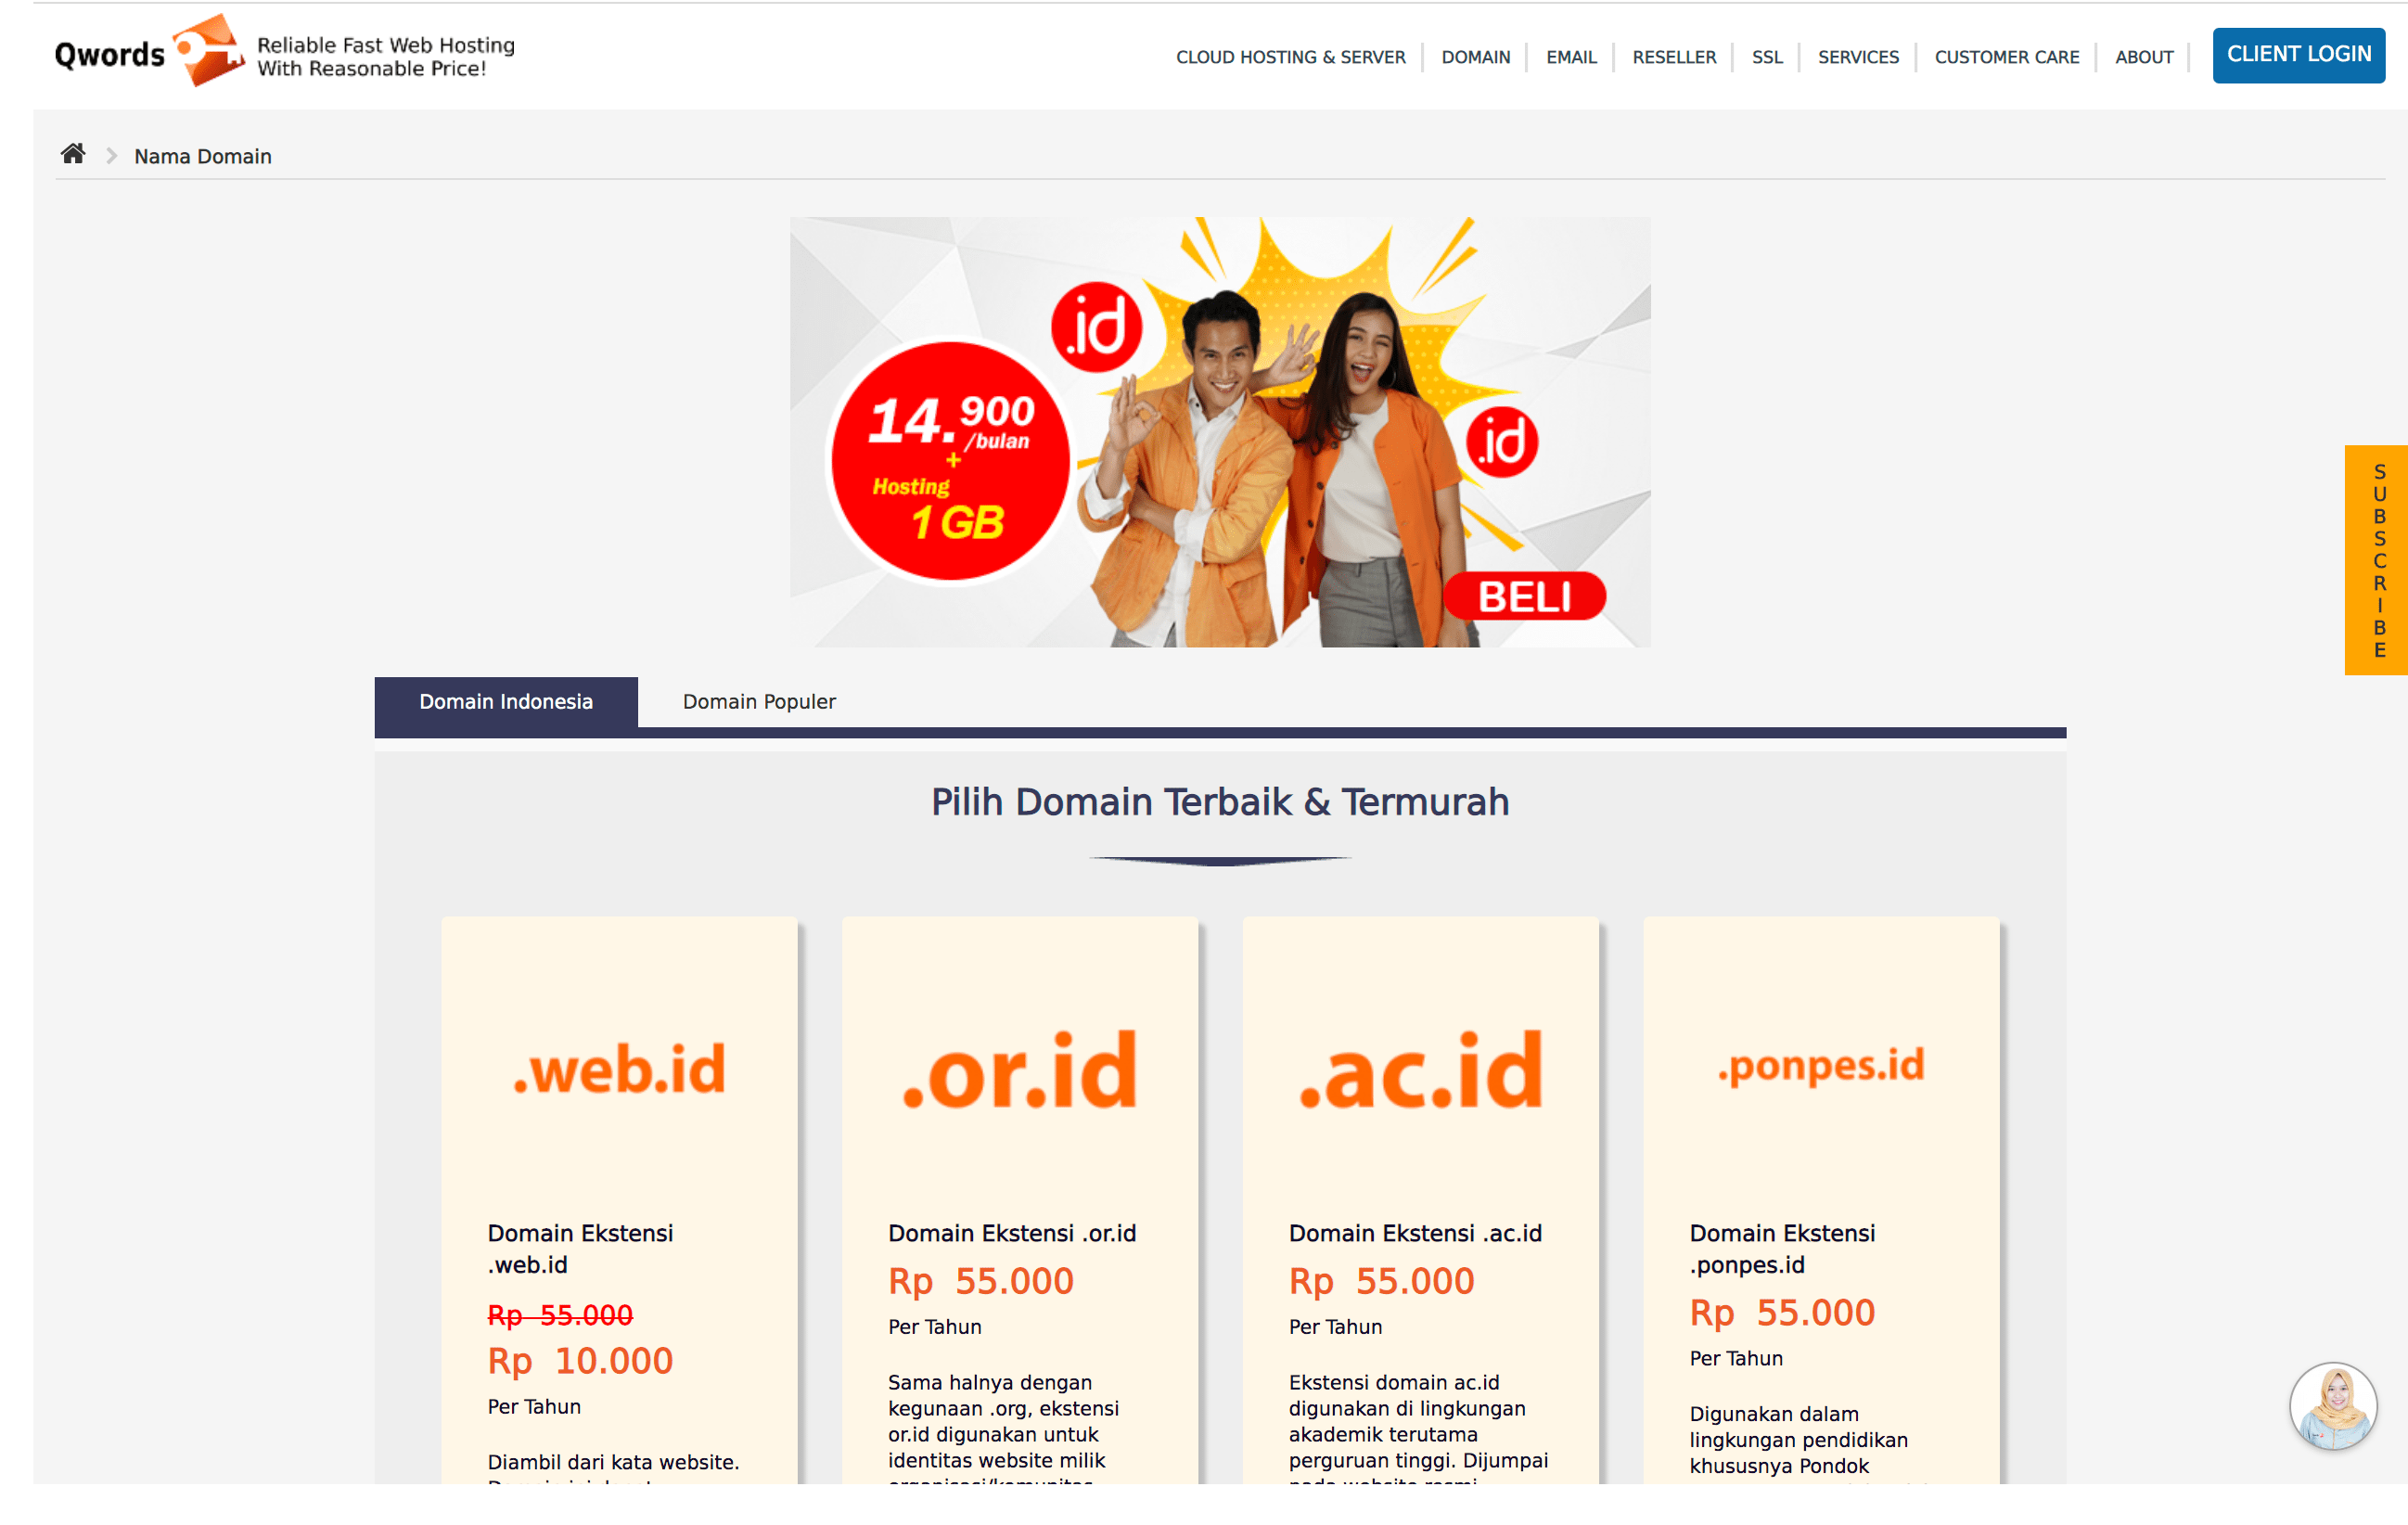 Qwords
Reliable Fast Web Hosting
With Reasonable Price!
CLOUD HOSTING & SERVER
DOMAIN
EMAIL
RESELLER
SSL
SERVICES
CUSTOMER CARE
ABOUT
CLIENT LOGIN
Nama Domain
.id
14.900
/bulan
+
Hosting
1 GB
.id
BELI
SUBSCRIBE
Domain Indonesia
Domain Populer
Pilih Domain Terbaik & Termurah
.web.id
Domain Ekstensi
.web.id
Rp 55.000
Rp 10.000
Per Tahun
Diambil dari kata website.
.or.id
Domain Ekstensi .or.id
Rp 55.000
Per Tahun
Sama halnya dengan
kegunaan .org, ekstensi
or.id digunakan untuk
identitas website milik
.ac.id
Domain Ekstensi .ac.id
Rp 55.000
Per Tahun
Ekstensi domain ac.id
digunakan di lingkungan
akademik terutama
perguruan tinggi. Dijumpai
.ponpes.id
Domain Ekstensi
.ponpes.id
Rp 55.000
Per Tahun
Digunakan dalam
lingkungan pendidikan
khususnya Pondok